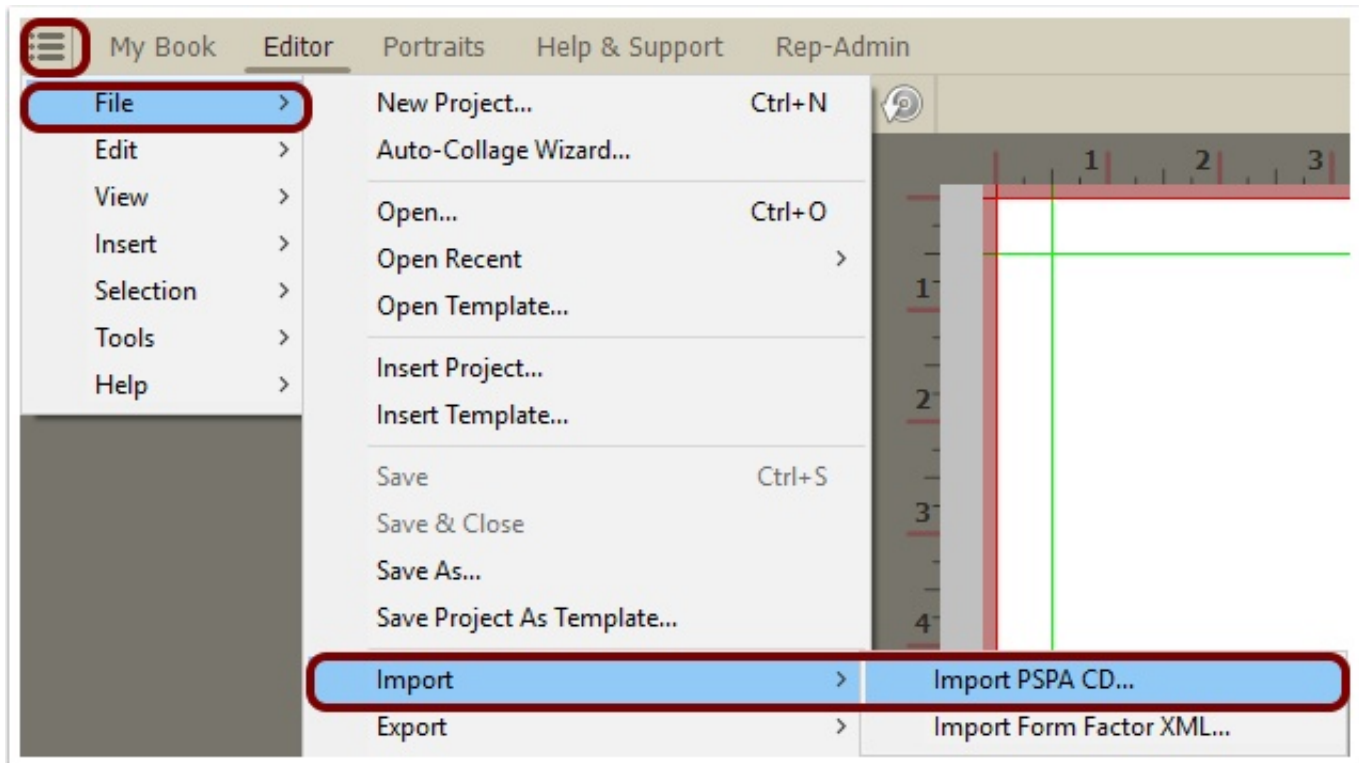 My Book Editor Portraits Help & Support Rep-Admin
File >
Edit >
View >
Insert >
Selection >
Tools >
Help >
New Project... Ctrl+N
Auto-Collage Wizard...
Open... Ctrl+O
Open Recent >
Open Template...
Insert Project...
Insert Template...
Save Ctrl+S
Save & Close
Save As...
Save Project As Template...
Import >
Export >
Import PSPA CD...
Import Form Factor XML...
1 2 3
1
2
3
4